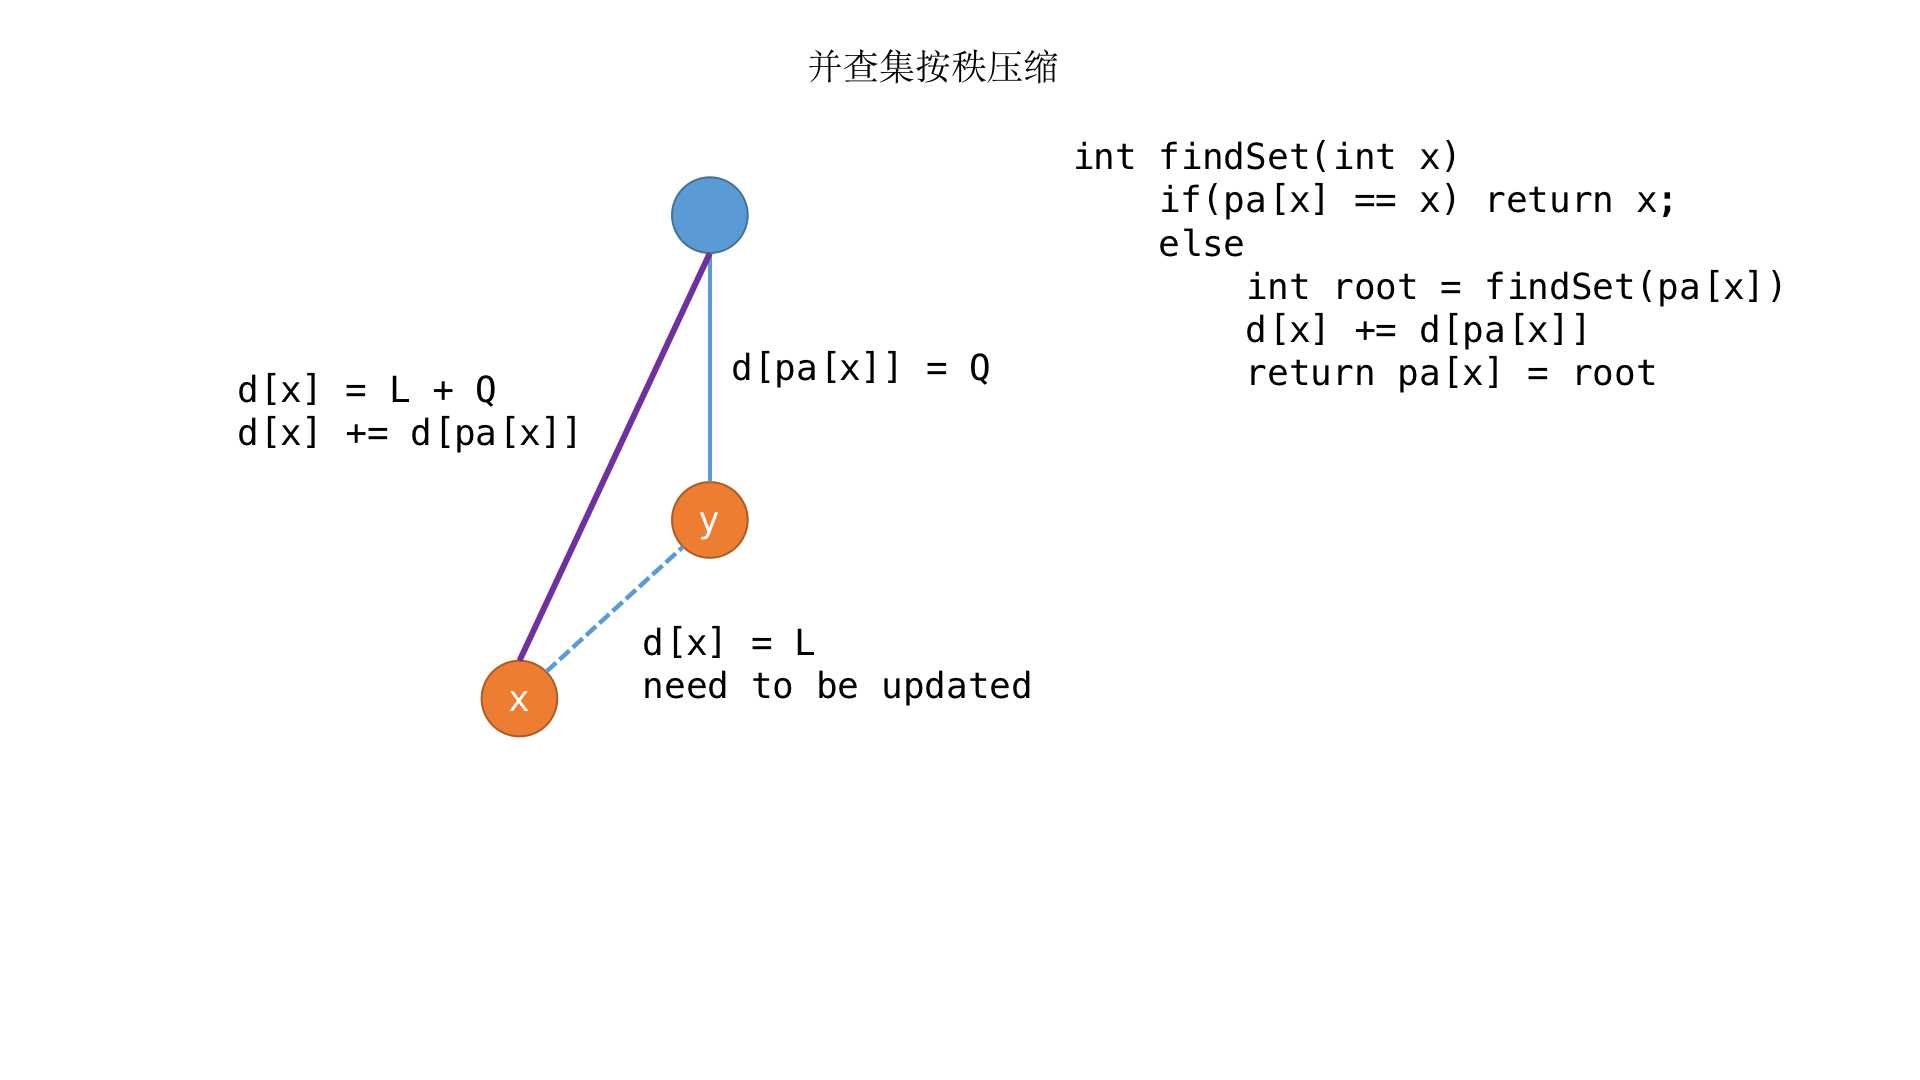 并查集按秩压缩
int findSet(int x)
if(pa[x] == x) return x;
else
int root = findSet(pa[x])
d[x] += d[pa[x]]
return pa[x] = root
d[pa[x]] = Q
d[x] = L + Q
d[x] += d[pa[x]]
y
d[x] = L
need to be updated
x